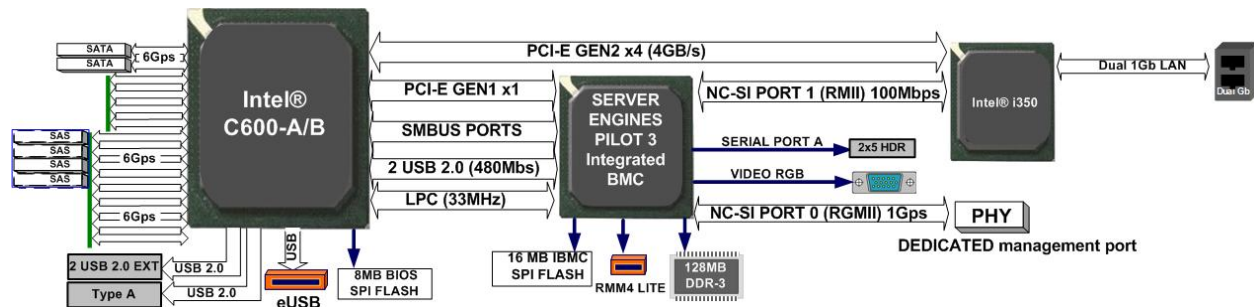 SATA
SATA
6Gps
SAS
SAS
SAS
SAS
6Gps
6Gps
Intel®
C600-A/B
PCI-E GEN2 x4 (4GB/s)
PCI-E GEN1 x1
SMBUS PORTS
2 USB 2.0 (480Mbs)
LPC (33MHz)
SERVER
ENGINES
PILOT 3
Integrated
BMC
NC-SI PORT 1 (RMII) 100Mbps
Intel® i350
Dual 1Gb LAN
Dual Gb
SERIAL PORT A
2x5 HDR
VIDEO RGB
NC-SI PORT 0 (RGMII) 1Gps
PHY
DEDICATED management port
2 USB 2.0 EXT
USB 2.0
Type A
USB 2.0
USB
eUSB
8MB BIOS
SPI FLASH
16 MB IBMC
SPI FLASH
RMM4 LITE
128MB
DDR-3